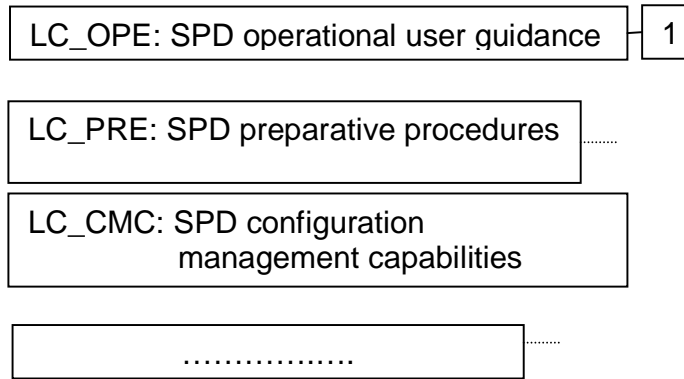 LC_OPE: SPD operational user guidance 1
LC_PRE: SPD preparative procedures
..........
LC_CMC: SPD configuration
management capabilities
..........
................